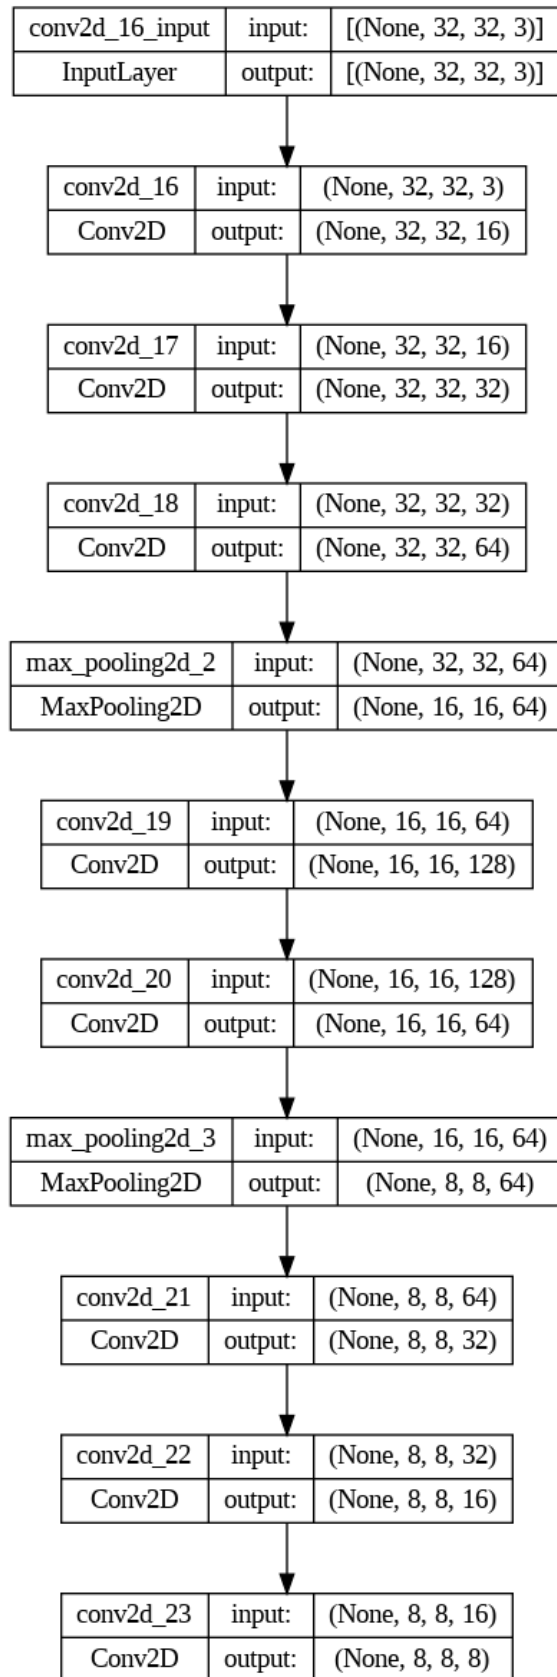 conv2d_16_input input: [(None, 32, 32, 3)]
InputLayer output: [(None, 32, 32, 3)]
conv2d_16 input: (None, 32, 32, 3)
Conv2D output: (None, 32, 32, 16)
conv2d_17 input: (None, 32, 32, 16)
Conv2D output: (None, 32, 32, 32)
conv2d_18 input: (None, 32, 32, 32)
Conv2D output: (None, 32, 32, 64)
max_pooling2d_2 input: (None, 32, 32, 64)
MaxPooling2D output: (None, 16, 16, 64)
conv2d_19 input: (None, 16, 16, 64)
Conv2D output: (None, 16, 16, 128)
conv2d_20 input: (None, 16, 16, 128)
Conv2D output: (None, 16, 16, 64)
max_pooling2d_3 input: (None, 16, 16, 64)
MaxPooling2D output: (None, 8, 8, 64)
conv2d_21 input: (None, 8, 8, 64)
Conv2D output: (None, 8, 8, 32)
conv2d_22 input: (None, 8, 8, 32)
Conv2D output: (None, 8, 8, 16)
conv2d_23 input: (None, 8, 8, 16)
Conv2D output: (None, 8, 8, 8)